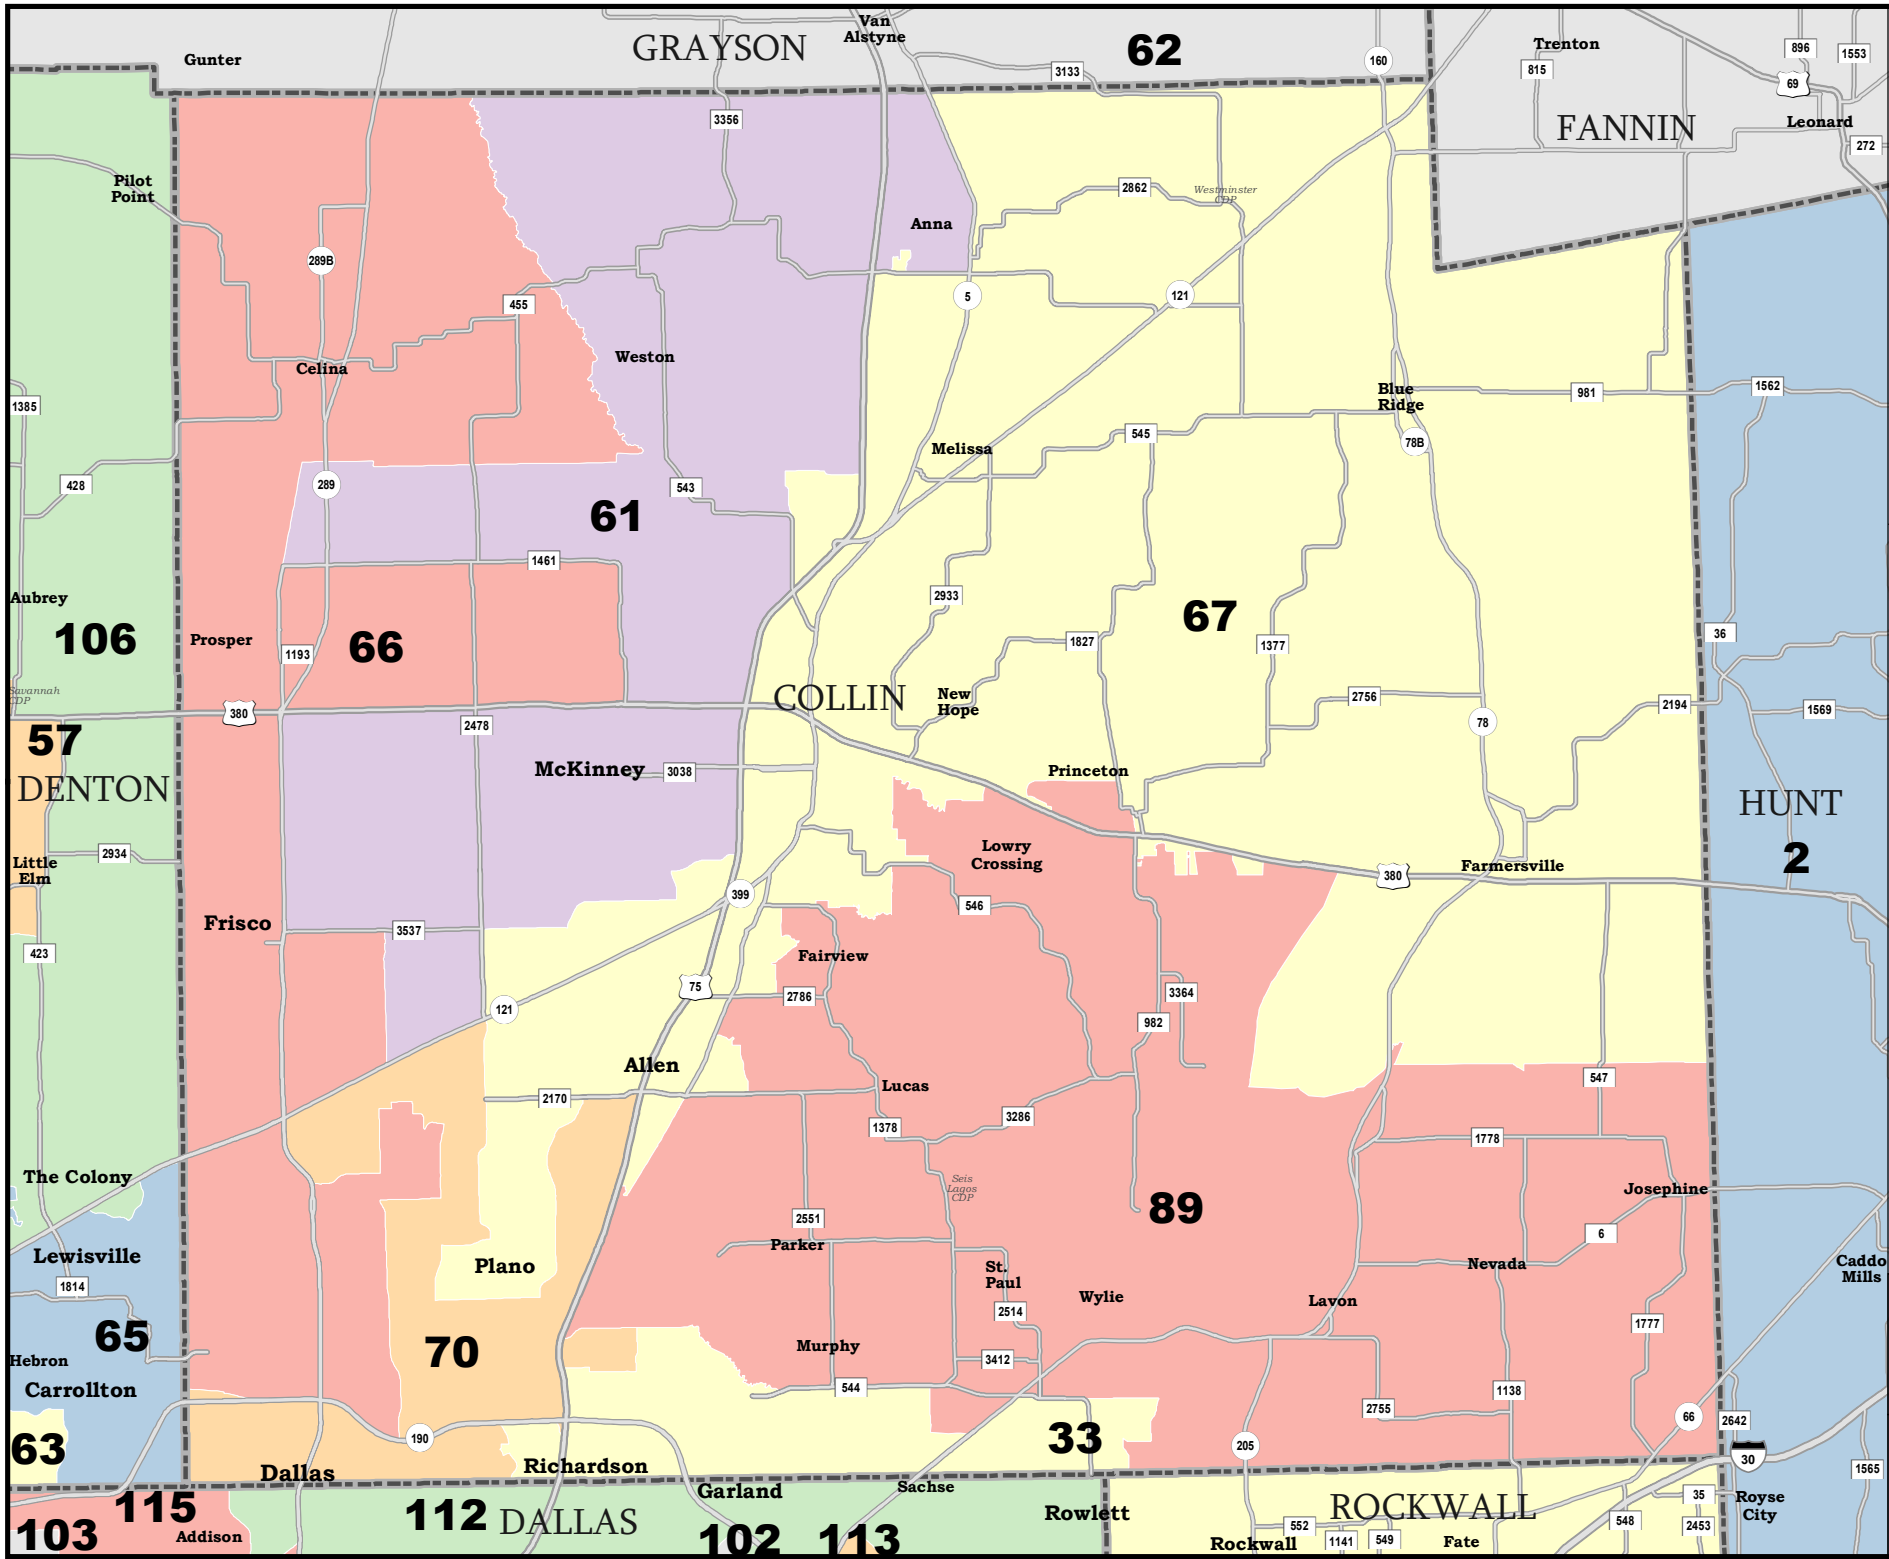 Van
Alstyne
GRAYSON
62
Gunter
160
Trenton
896
1553
3133
815
69
3356
FANNIN
Leonard
272
Pilot
Point
2862
Westminster
CDP
Anna
289B
455
5
121
Weston
Celina
Blue
Ridge
981
1562
1385
545
78B
Melissa
428
289
543
61
1461
Aubrey
2933
67
106
Prosper
66
1193
1827
1377
36
Savannah
CDP
COLLIN
New
Hope
2756
2194
1569
380
57
2478
78
DENTON
McKinney
3038
Princeton
HUNT
2
2934
Little
Elm
Lowry
Crossing
Farmersville
380
399
546
Frisco
3537
423
Fairview
75
2786
3364
121
982
Allen
Lucas
547
2170
1378
3286
1778
The Colony
Seis
Lagos
CDP
89
Josephine
2551
6
Lewisville
Parker
Plano
St.
Paul
Nevada
Caddo
Mills
1814
Wylie
Lavon
2514
65
70
Murphy
1777
Hebron
3412
Carrollton
544
1138
2755
66
2642
63
190
33
205
30
Dallas
Richardson
1565
115
Garland
Sachse
112
DALLAS
Rowlett
ROCKWALL
35
Royse
City
103
Addison
102
113
552
548
2453
Rockwall
1141
549
Fate